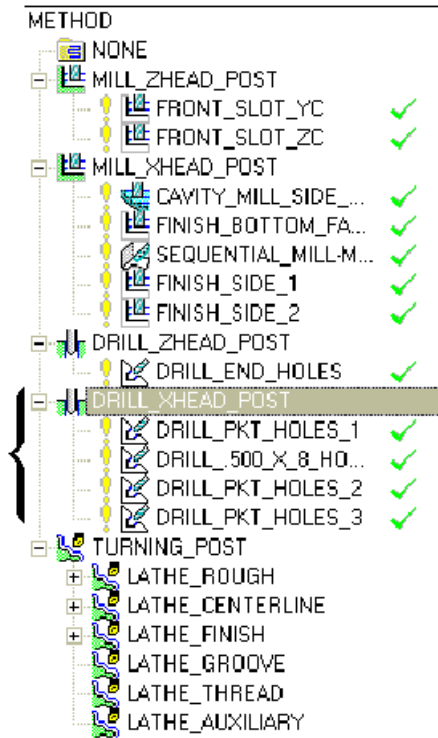 METHOD
NONE
MILL_ZHEAD_POST
FRONT_SLOT_YC
FRONT_SLOT_ZC
MILL_XHEAD_POST
CAVITY_MILL_SIDE_...
FINISH_BOTTOM_FA...
SEQUENTIAL_MILL-M...
FINISH_SIDE_1
FINISH_SIDE_2
DRILL_ZHEAD_POST
DRILL_END_HOLES
DRILL_XHEAD_POST
DRILL_PKT_HOLES_1
DRILL_.500_X_8_HO...
DRILL_PKT_HOLES_2
DRILL_PKT_HOLES_3
TURNING_POST
LATHE_ROUGH
LATHE_CENTERLINE
LATHE_FINISH
LATHE_GROOVE
LATHE_THREAD
LATHE_AUXILIARY